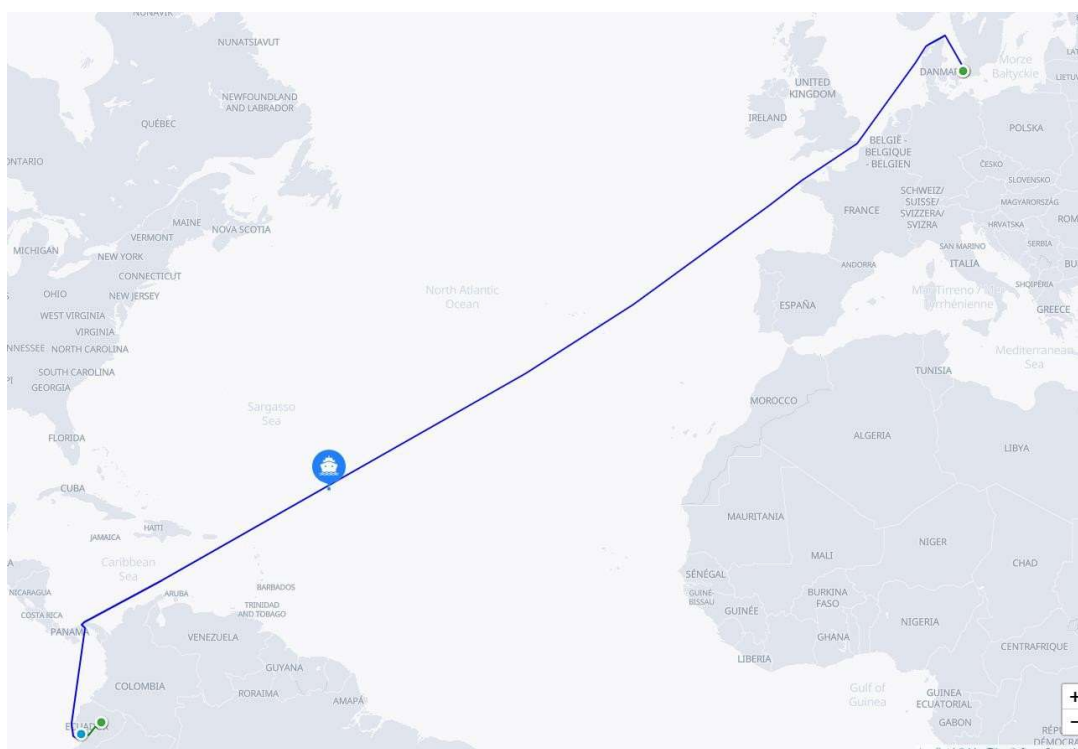 NUNAVIK
NUNATSIAVUT
NEWFOUNDLAND
AND LABRADOR
QUÉBEC
ONTARIO
MAINE
NOVA SCOTIA
VERMONT
MICHIGAN
NEW YORK
CONNECTICUT
OHIO
NEW JERSEY
WEST VIRGINIA
VIRGINIA
NNESSEE
NORTH CAROLINA
SOUTH CAROLINA
GEORGIA
FLORIDA
CUBA
HAITI
JAMAICA
Caribbean
Sea
NICARAGUA
COSTA RICA
PANAMÁ
ARUBA
BARBADOS
TRINIDAD
AND TOBAGO
VENEZUELA
GUYANA
COLOMBIA
RORAIMA
AMAPÁ
ECUADOR
North Atlantic
Ocean
Sargasso
Sea
UNITED
KINGDOM
IRELAND
DANMA
Morze
Bałtyckie
LAT
LIETU
POLSKA
BELGIË -
BELGIQUE
- BELGIEN
ČESKO
SLOVENSKO
MAGYARORSZÁG
SCHWEIZ/
SUISSE/
SVIZZERA/
SVIZRA
FRANCE
HRVATSKA
ROM
SRBIJA
SAN MARINO
ITALIA
BU
ANDORRA
SHQIPËRIA
GREECE
ESPAÑA
Mar Tirreno /
Tyrrhénienne
Mediterranean
Sea
TUNISIA
MOROCCO
ALGERIA
LIBYA
MAURITANIA
MALI
NIGER
CHAD
SÉNÉGAL
GUINÉ-
BISSAU
GUINÉE
BURKINA
FASO
NIGERIA
GHANA
LIBERIA
CENTRAFRIQUE
Gulf of
Guinea
GUINEA
ECUATORIAL
GABON
RÉPU
DÉMOCRA
+
−